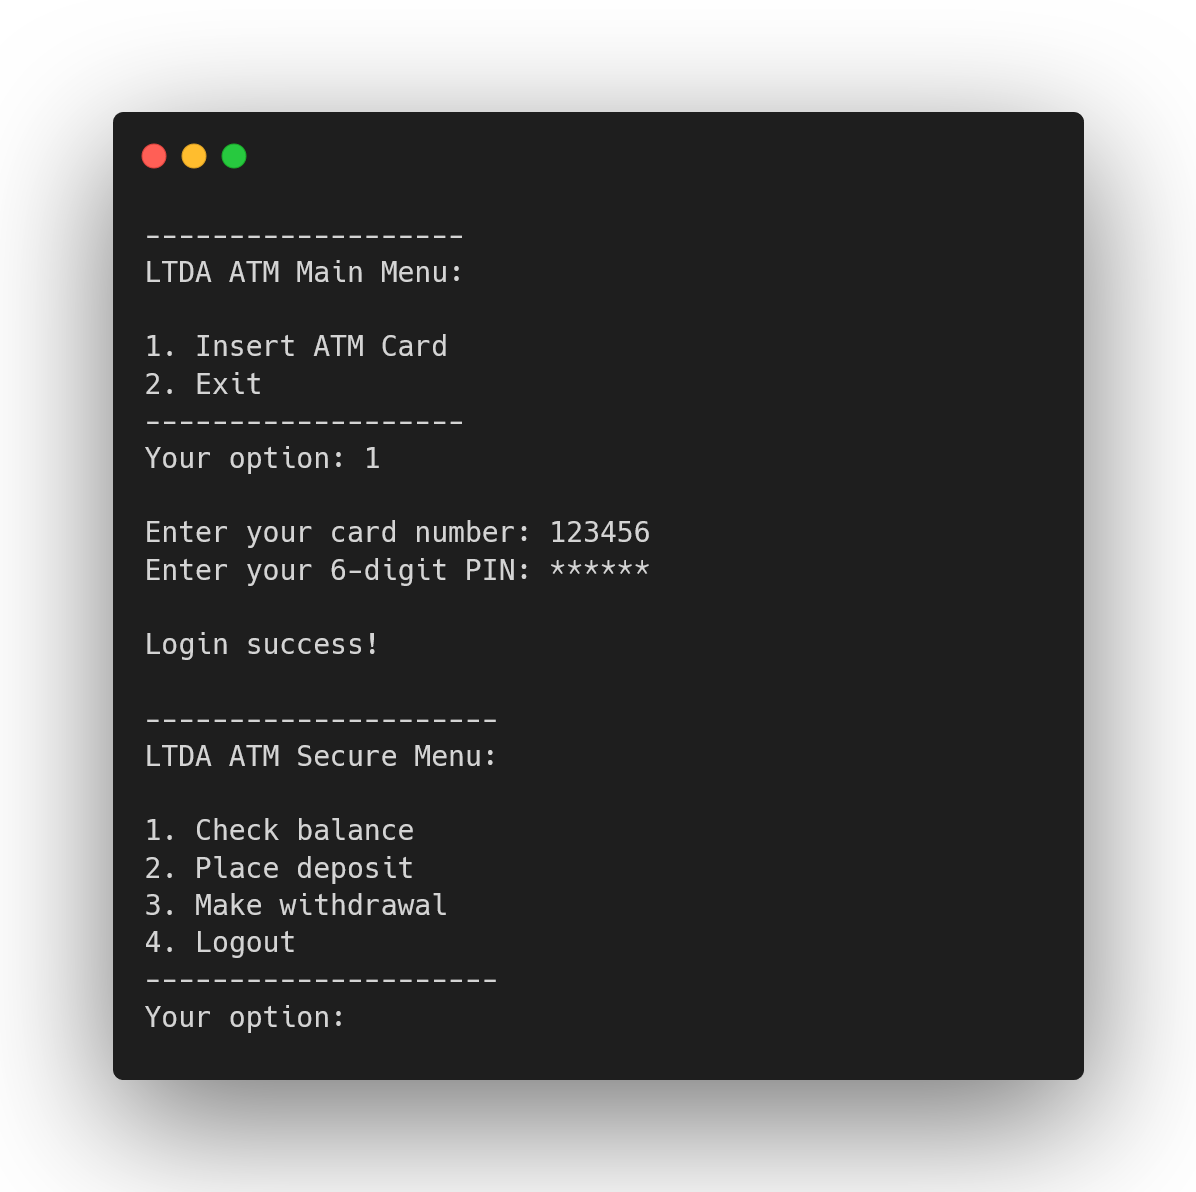 -------------------
LTDA ATM Main Menu:
1. Insert ATM Card
2. Exit
-------------------
Your option: 1
Enter your card number: 123456
Enter your 6-digit PIN: ******
Login success!
---------------------
LTDA ATM Secure Menu:
1. Check balance
2. Place deposit
3. Make withdrawal
4. Logout
---------------------
Your option: